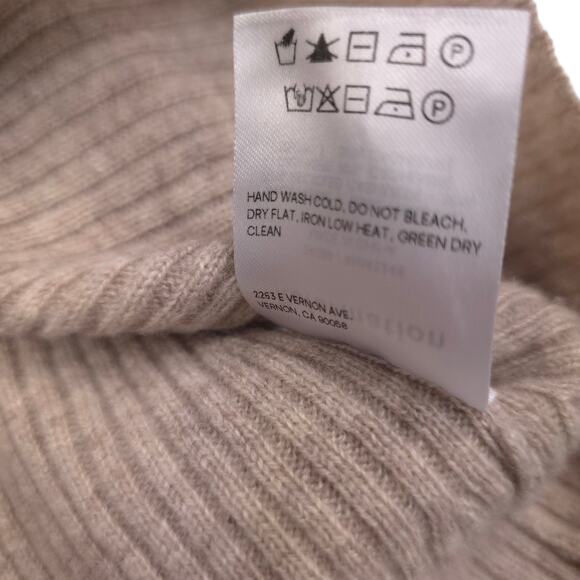 P
P
HAND WASH COLD, DO NOT BLEACH,
DRY FLAT, IRON LOW HEAT, GREEN DRY
CLEAN
2263 E VERNON AVE,
VERNON, CA 90058